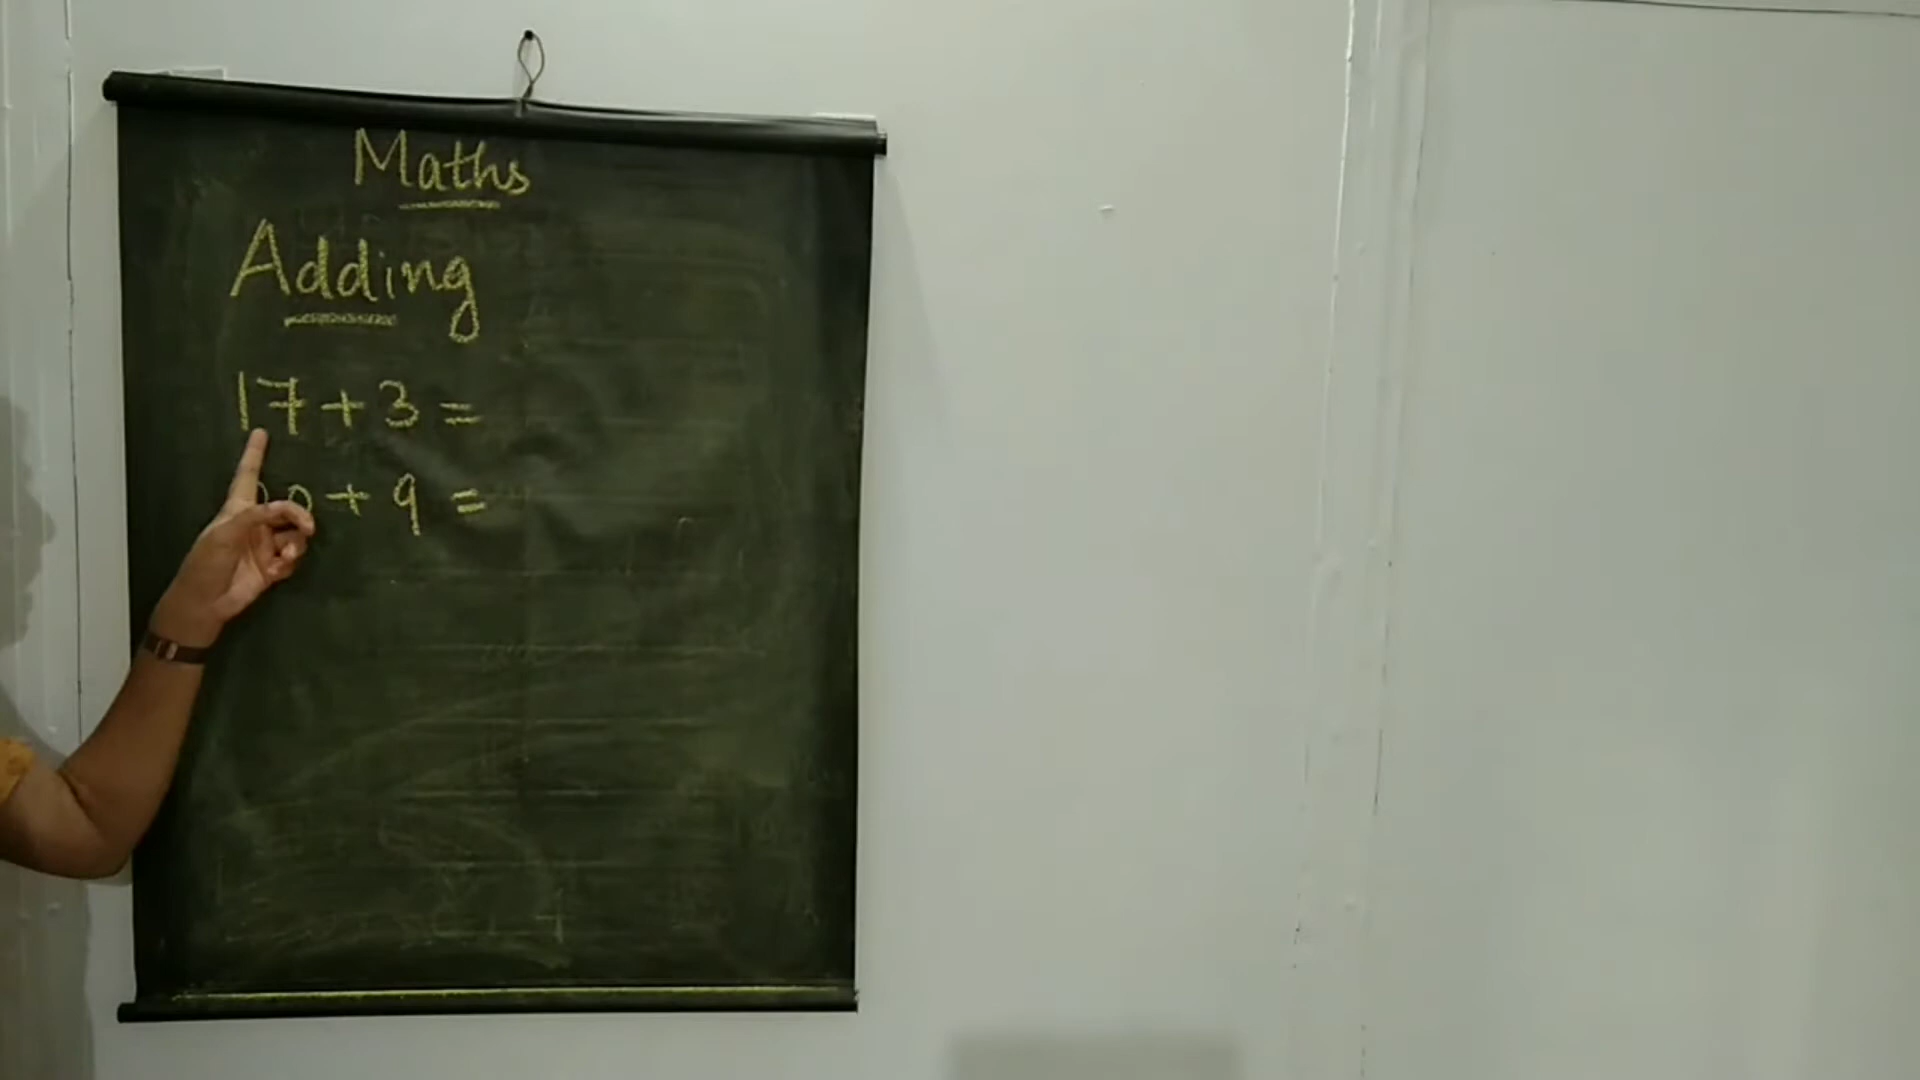 Maths
Adding
17 + 3 =
+ 9 =